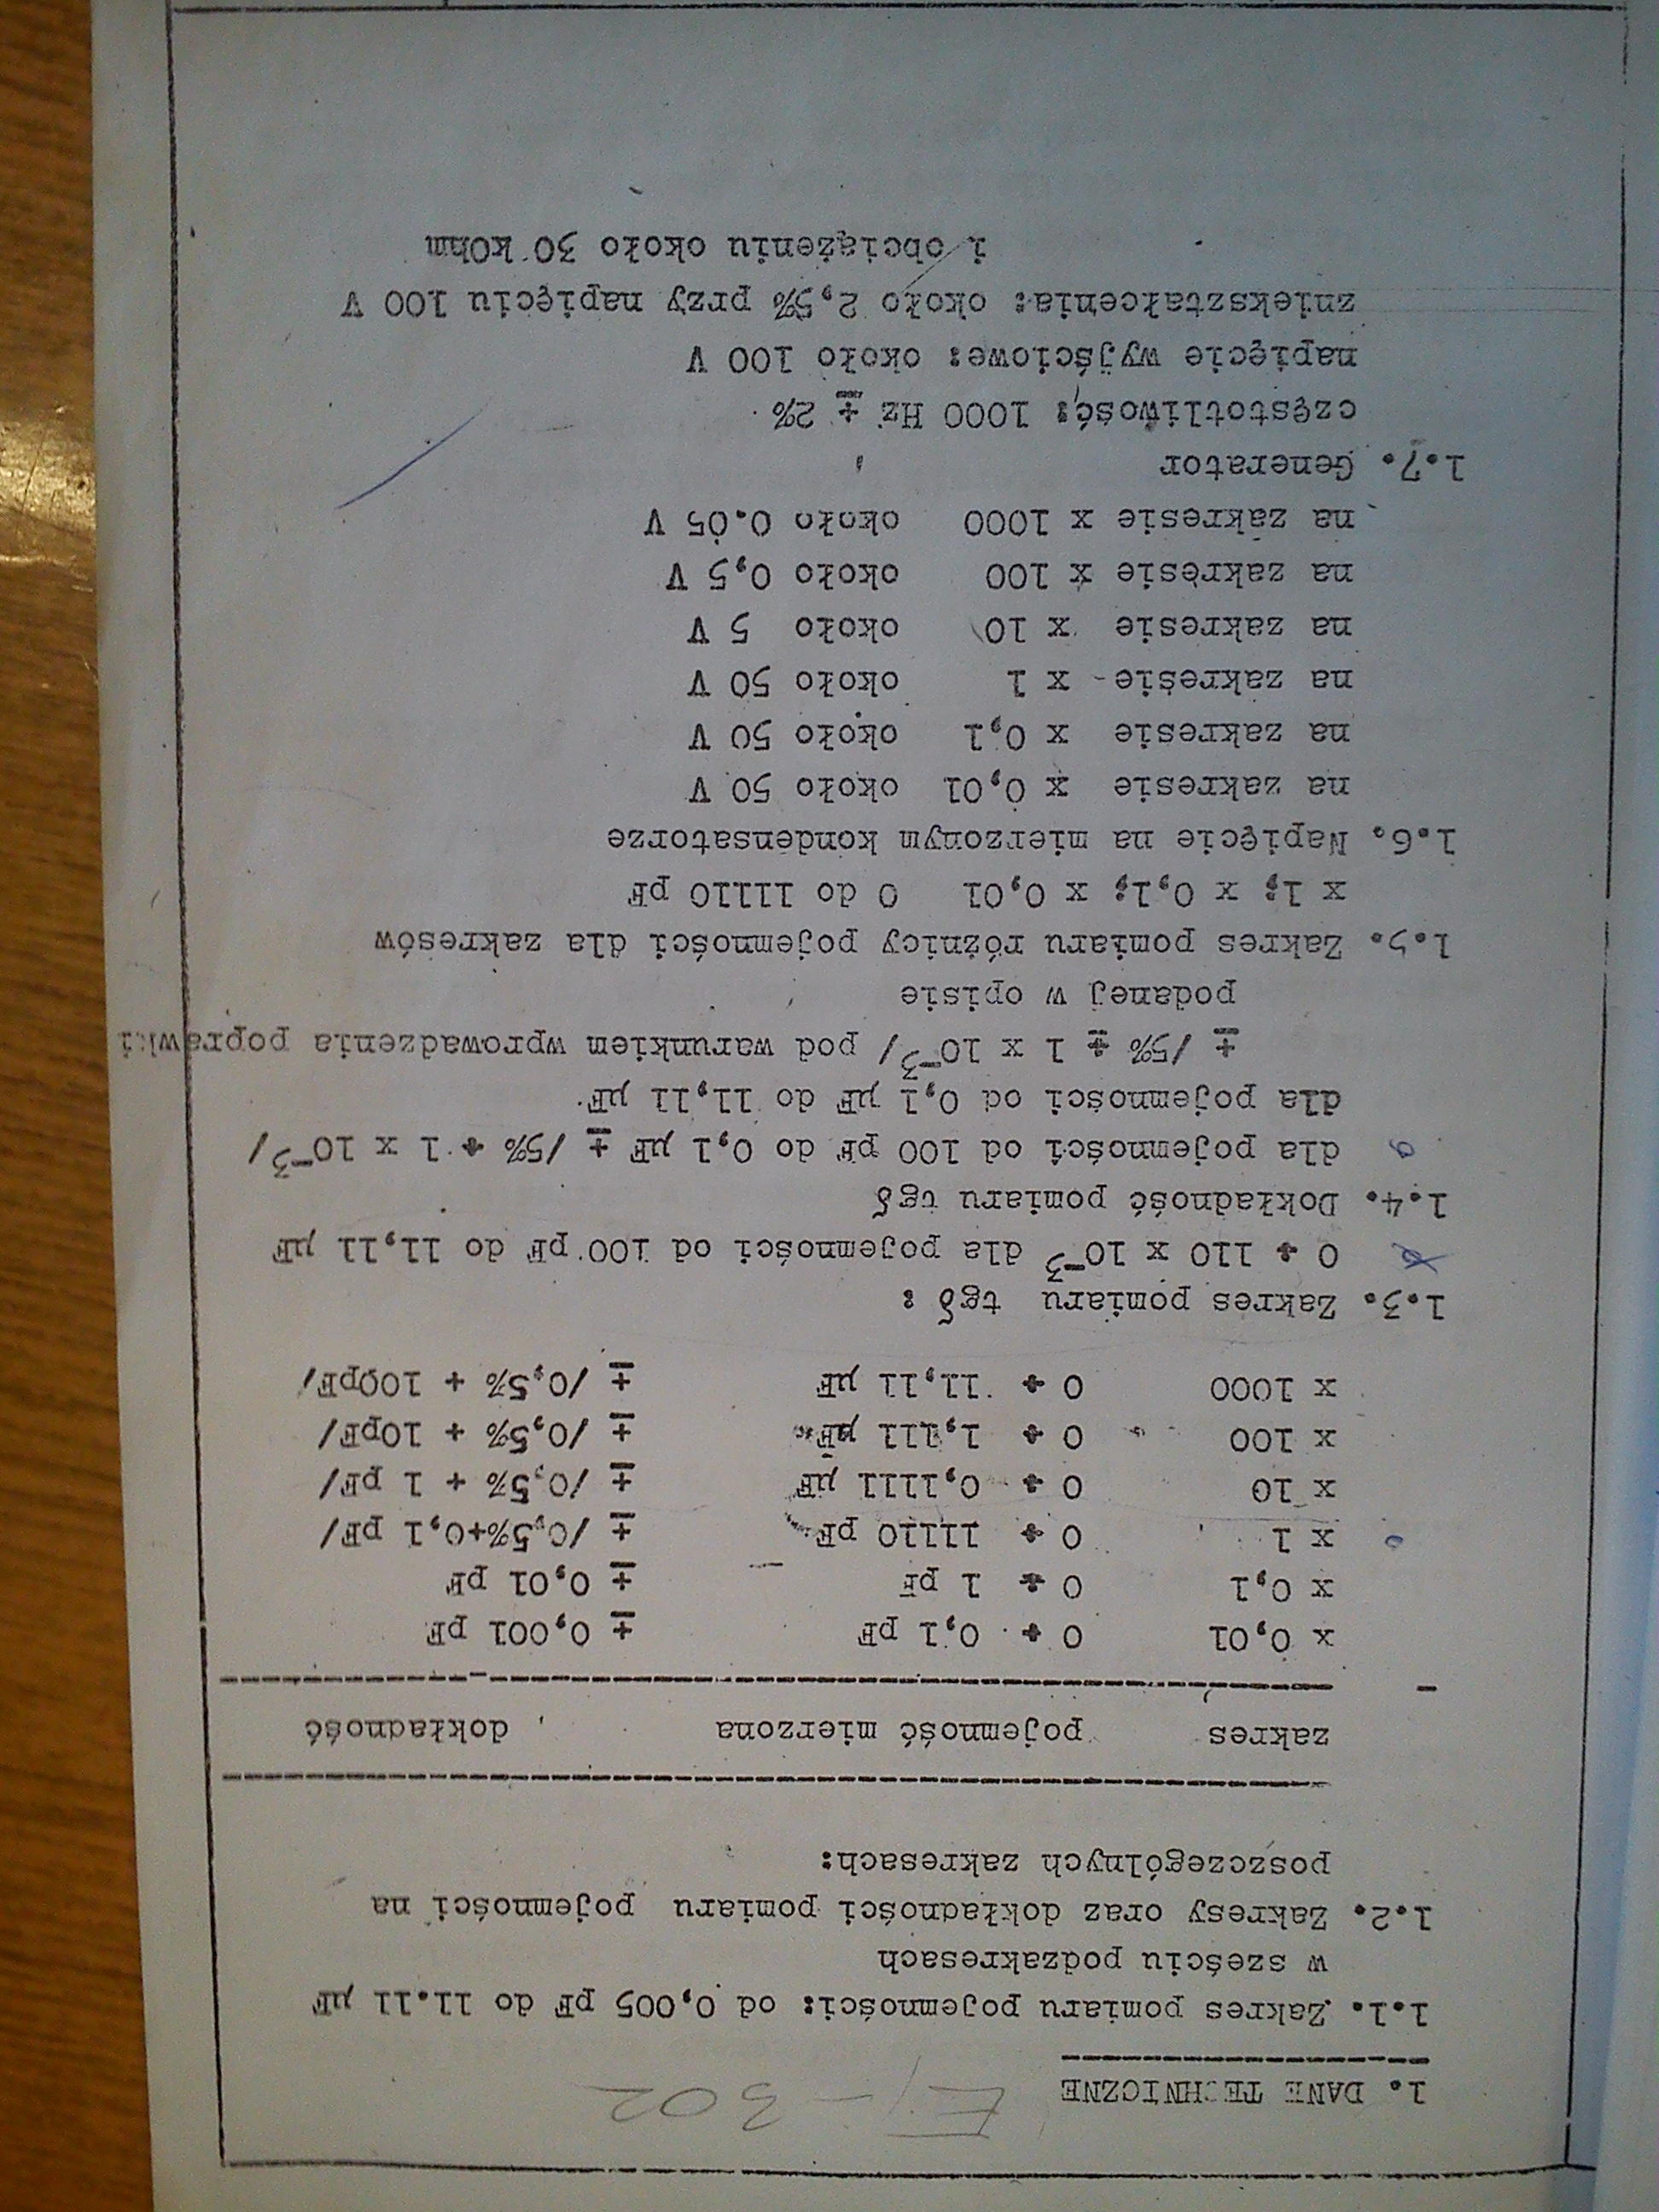 1. DANE TECHNICZNE
1.1. Zakres pomiaru pojemności: od 0,005 pF do 11.11 µF
w sześciu podzakresach
1.2. Zakresy oraz dokładności pomiaru pojemności na
poszczególnych zakresach:
zakres pojemność mierzona dokładność
x 0,01 0 ÷ 0,1 pF ± 0,001 pF
x 0,1 0 ÷ 1 pF ± 0,01 pF
x 1 0 ÷ 11110 pF ± /0,5%+0,1 pF/
x 10 0 ÷ 0,1111 µF ± /0,5% + 1 pF/
x 100 0 ÷ 1,111 µF ± /0,5% + 10pF/
x 1000 0 ÷ 11,11 µF ± /0,5% + 100pF/
1.3. Zakres pomiaru tgδ :
0 ÷ 110 x 10⁻³ dla pojemności od 100 pF do 11,11 µF
1.4. Dokładność pomiaru tgδ
dla pojemności od 100 pF do 0,1 µF ± /5% + 1 x 10⁻³/
dla pojemności od 0,1 µF do 11,11 µF
± /5% ± 1 x 10⁻³/ pod warunkiem wprowadzenia poprawki
podanej w opisie
1.5. Zakres pomiaru różnicy pojemności dla zakresów
x 1; x 0,1; x 0,01 0 do 11110 pF
1.6. Napięcie na mierzonym kondensatorze
na zakresie x 0,01 około 50 V
na zakresie x 0,1 około 50 V
na zakresie x 1 około 50 V
na zakresie x 10 około 5 V
na zakresie x 100 około 0,5 V
na zakresie x 1000 około 0.05 V
1.7. Generator
częstotliwość: 1000 Hz ± 2%
napięcie wyjściowe: około 100 V
zniekształcenia: około 2,5% przy napięciu 100 V
i obciążeniu około 30 kOhm